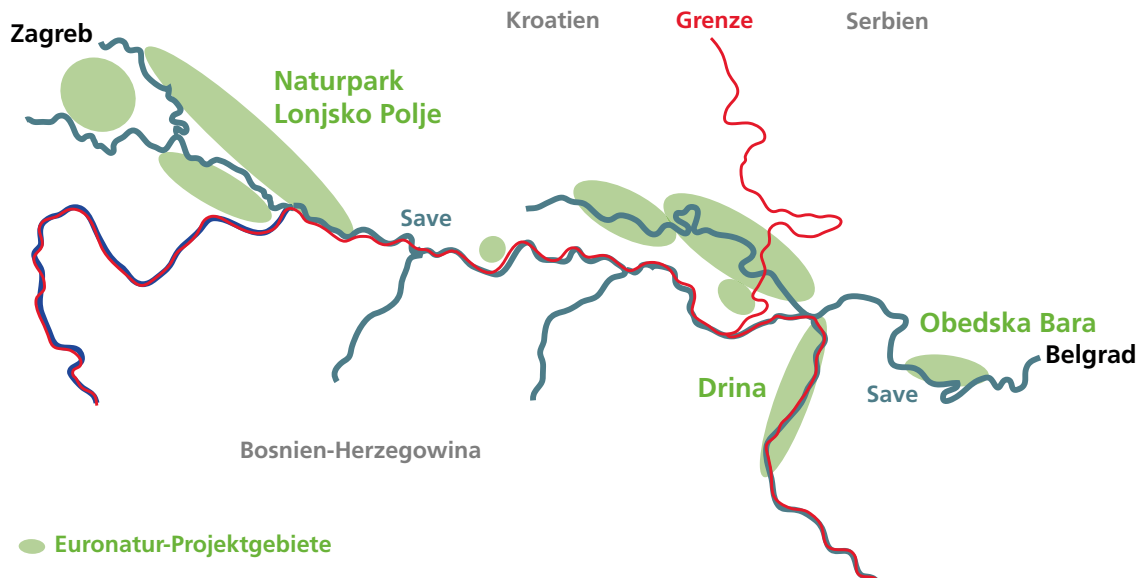 Kroatien
Grenze
Serbien
Zagreb
Naturpark
Lonjsko Polje
Save
Obedska Bara
Belgrad
Drina
Save
Bosnien-Herzegowina
Euronatur-Projektgebiete